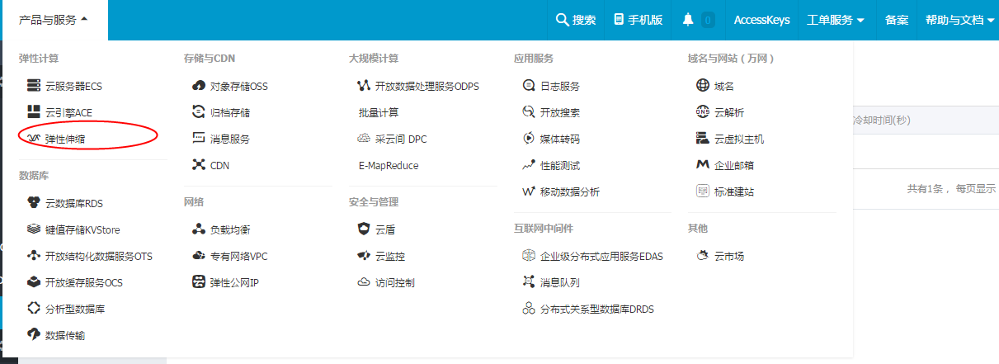 产品与服务
搜索
手机版
0
AccessKeys
工单服务
备案
帮助与文档
弹性计算
云服务器ECS
云引擎ACE
弹性伸缩
数据库
云数据库RDS
键值存储KVStore
开放结构化数据服务OTS
开放缓存服务OCS
分析型数据库
数据传输
存储与CDN
对象存储OSS
归档存储
消息服务
CDN
网络
负载均衡
专有网络VPC
弹性公网IP
大规模计算
开放数据处理服务ODPS
批量计算
采云间 DPC
E-MapReduce
安全与管理
云盾
云监控
访问控制
应用服务
日志服务
开放搜索
媒体转码
性能测试
移动数据分析
互联网中间件
企业级分布式应用服务EDAS
消息队列
分布式关系型数据库DRDS
域名与网站（万网）
域名
DNS
云解析
云虚拟主机
企业邮箱
标准建站
其他
云市场
冷却时间(秒)
共有1条， 每页显示